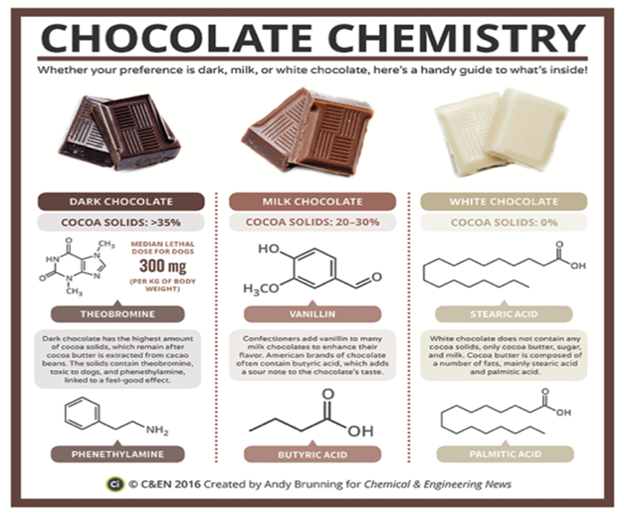 CHOCOLATE CHEMISTRY
Whether your preference is dark, milk, or white chocolate, here's a handy guide to what's inside!
DARK CHOCOLATE
COCOA SOLIDS: >35%
O
CH₃
HN
N
O
N
N
CH₃
MEDIAN LETHAL
DOSE FOR DOGS
300 mg
(PER KG OF BODY
WEIGHT)
THEOBROMINE
Dark chocolate has the highest amount
of cocoa solids, which remain after
cocoa butter is extracted from cacao
beans. The solids contain theobromine,
toxic to dogs, and phenethylamine,
linked to a feel-good effect.
NH₂
PHENETHYLAMINE
MILK CHOCOLATE
COCOA SOLIDS: 20–30%
HO
H₃CO
O
VANILLIN
Confectioners add vanillin to many
milk chocolates to enhance their
flavor. American brands of chocolate
often contain butyric acid, which adds
a sour note to the chocolate's taste.
O
OH
BUTYRIC ACID
WHITE CHOCOLATE
COCOA SOLIDS: 0%
O
OH
STEARIC ACID
White chocolate does not contain any
cocoa solids, only cocoa butter, sugar,
and milk. Cocoa butter is composed of
a number of fats, mainly stearic acid
and palmitic acid.
O
OH
PALMITIC ACID
Ci © C&EN 2016 Created by Andy Brunning for Chemical & Engineering News